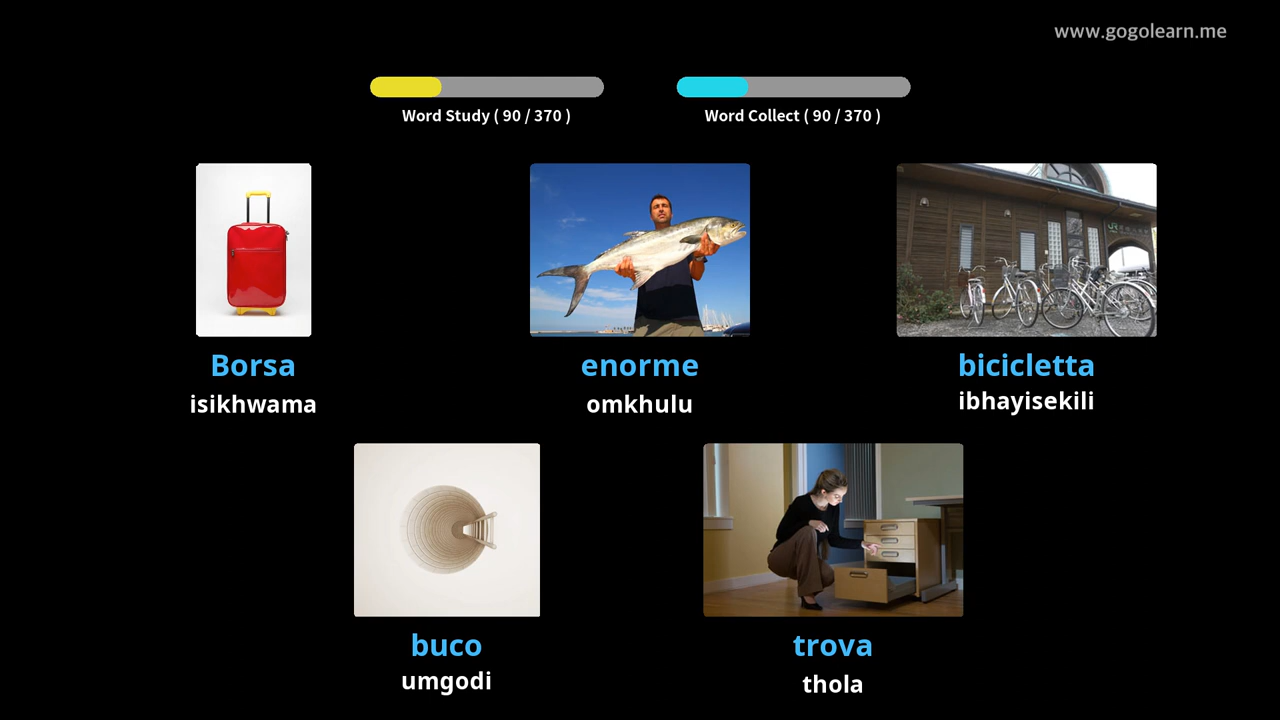 www.gogolearn.me
Word Study ( 90 / 370 )
Word Collect ( 90 / 370 )
Borsa
isikhwama
enorme
omkhulu
bicicletta
ibhayisekili
buco
umgodi
trova
thola